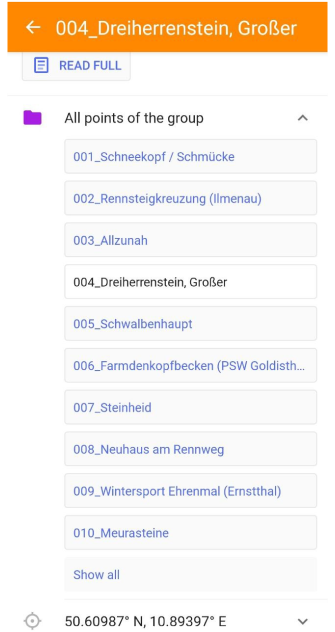 004_Dreiherrenstein, Großer
READ FULL
All points of the group
001_Schneekopf / Schmücke
002_Rennsteigkreuzung (Ilmenau)
003_Allzunah
004_Dreiherrenstein, Großer
005_Schwalbenhaupt
006_Farmdenkopfbecken (PSW Goldisth...
007_Steinheid
008_Neuhaus am Rennweg
009_Wintersport Ehrenmal (Ernstthal)
010_Meurasteine
Show all
50.60987° N, 10.89397° E